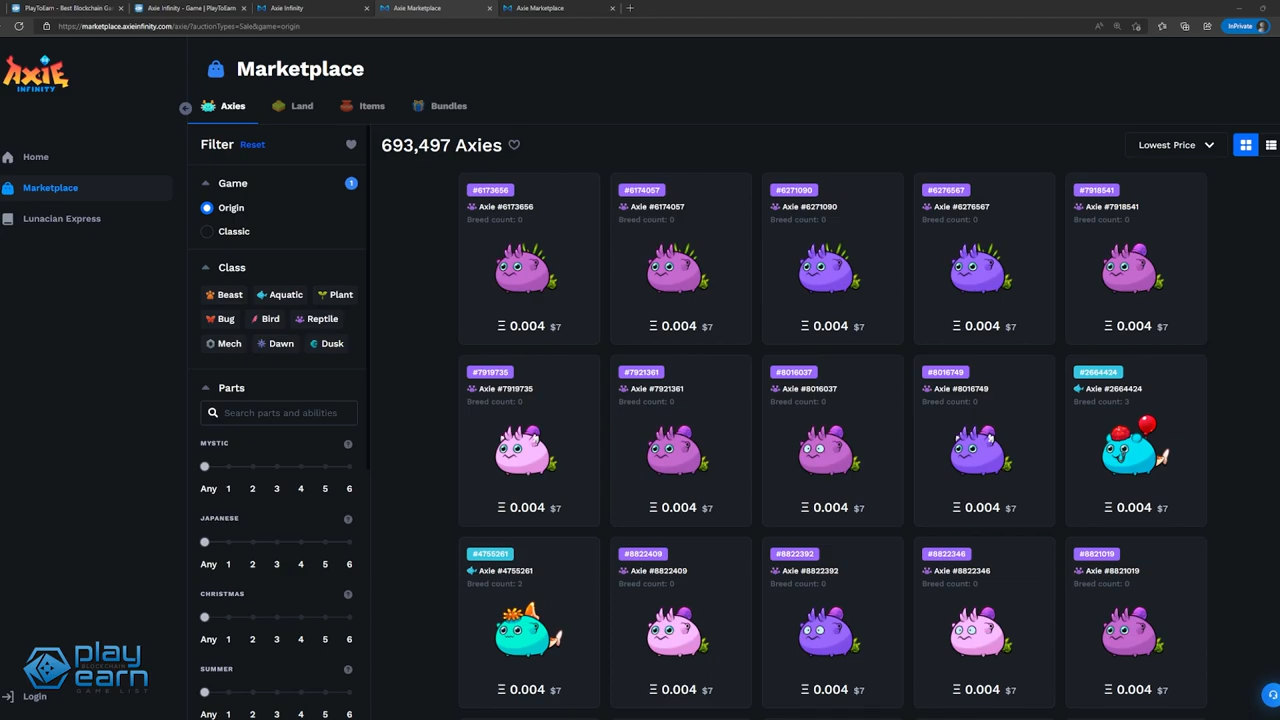 PlayToEarn - Best Blockchain Ga
Axie Infinity - Game | PlayToEarn
Axie Infinity
Axie Marketplace
Axie Marketplace
https://marketplace.axieinfinity.com/axie/?auctionTypes=Sale&game=origin
InPrivate
AXIE
INFINITY
Marketplace
Axies
Land
Items
Bundles
Home
Marketplace
Lunacian Express
Filter Reset
Game 1
Origin
Classic
Class
Beast Aquatic Plant
Bug Bird Reptile
Mech Dawn Dusk
Parts
Search parts and abilities
MYSTIC
Any 1 2 3 4 5 6
JAPANESE
Any 1 2 3 4 5 6
CHRISTMAS
Any 1 2 3 4 5 6
SUMMER
Any 1 2 3 4 5 6
693,497 Axies
Lowest Price
#6173656
Axie #6173656
Breed count: 0
Ξ 0.004 $7
#6174057
Axie #6174057
Breed count: 0
Ξ 0.004 $7
#6271090
Axie #6271090
Breed count: 0
Ξ 0.004 $7
#6276567
Axie #6276567
Breed count: 0
Ξ 0.004 $7
#7918541
Axie #7918541
Breed count: 0
Ξ 0.004 $7
#7919735
Axie #7919735
Breed count: 0
Ξ 0.004 $7
#7921361
Axie #7921361
Breed count: 0
Ξ 0.004 $7
#8016037
Axie #8016037
Breed count: 0
Ξ 0.004 $7
#8016749
Axie #8016749
Breed count: 0
Ξ 0.004 $7
#2664424
Axie #2664424
Breed count: 3
Ξ 0.004 $7
#4755261
Axie #4755261
Breed count: 2
Ξ 0.004 $7
#8822409
Axie #8822409
Breed count: 0
Ξ 0.004 $7
#8822392
Axie #8822392
Breed count: 0
Ξ 0.004 $7
#8822346
Axie #8822346
Breed count: 0
Ξ 0.004 $7
#8821019
Axie #8821019
Breed count: 0
Ξ 0.004 $7
play
BLOCKCHAIN
earn
GAME LIST
Login